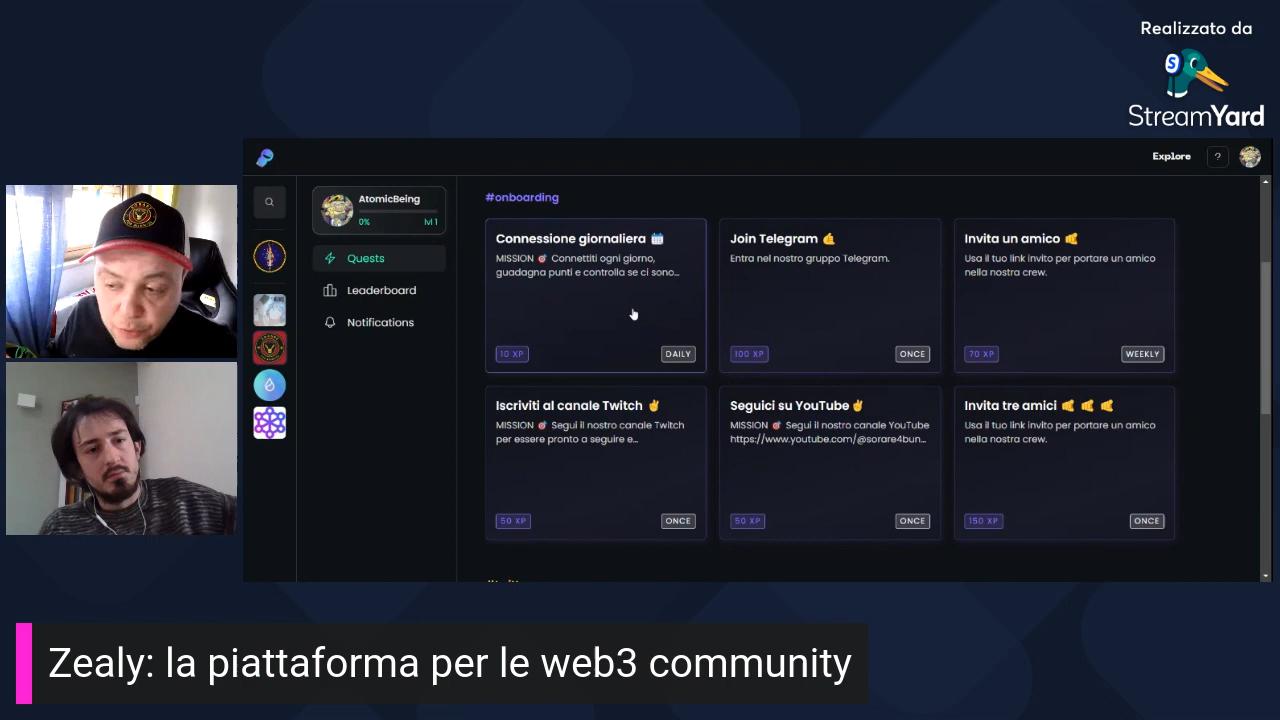 Realizzato da
StreamYard
Explore
?
AtomicBeing
0%
lvl 1
Quests
Leaderboard
Notifications
#onboarding
Connessione giornaliera 📅
MISSION 🎯 Connettiti ogni giorno,
guadagna punti e controlla se ci sono...
10 XP
DAILY
Join Telegram 🤙
Entra nel nostro gruppo Telegram.
100 XP
ONCE
Invita un amico 🤜
Usa il tuo link invito per portare un amico
nella nostra crew.
70 XP
WEEKLY
Iscriviti al canale Twitch ✌️
MISSION 🎯 Segui il nostro canale Twitch
per essere pronto a seguire e...
50 XP
ONCE
Seguici su YouTube ✌️
MISSION 🎯 Segui il nostro canale YouTube
https://www.youtube.com/@sorare4bun...
50 XP
ONCE
Invita tre amici 🤜 🤜 🤜
Usa il tuo link invito per portare un amico
nella nostra crew.
150 XP
ONCE
Zealy: la piattaforma per le web3 community